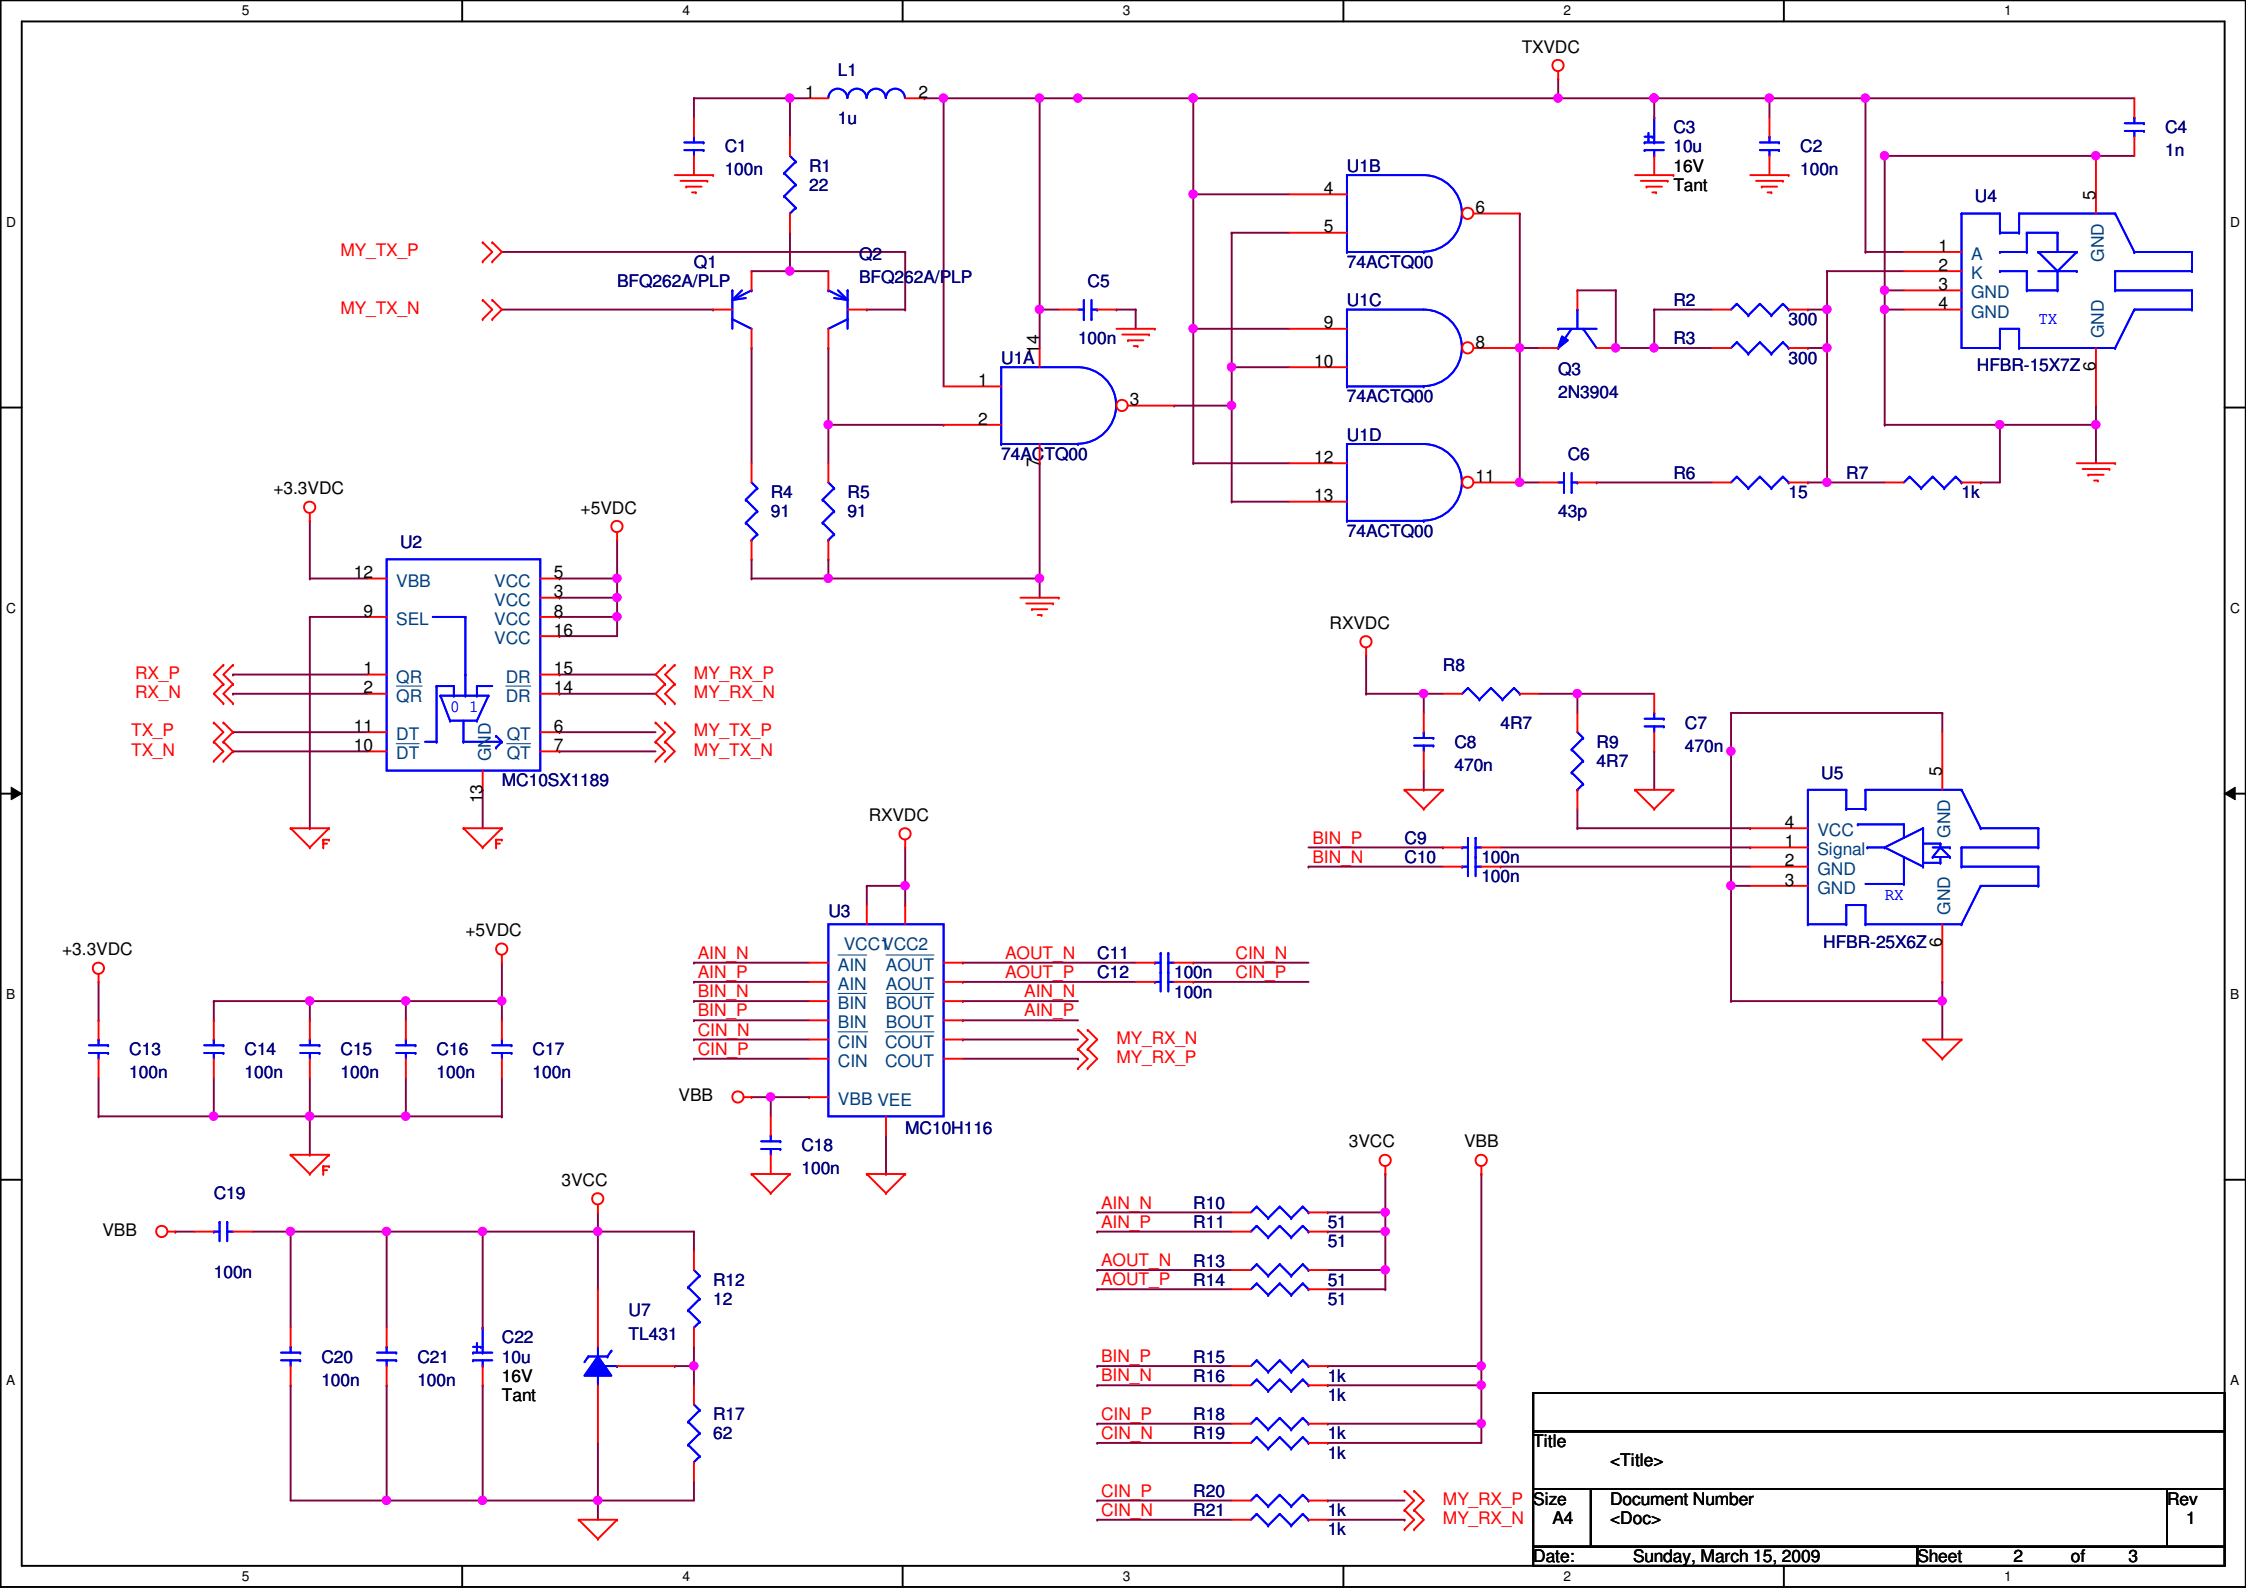 5 4 3 2 1
D
C
B
A
TXVDC
L1
1 2
1u
C1
100n
R1
22
C3
10u
16V
Tant
C2
100n
C4
1n
MY_TX_P
MY_TX_N
Q1
BFQ262A/PLP
Q2
BFQ262A/PLP
C5
100n
U1A
14
1
2
3
7
74ACTQ00
U1B
4
5
6
74ACTQ00
U1C
9
10
8
74ACTQ00
U1D
12
13
11
74ACTQ00
Q3
2N3904
R2
300
R3
300
C6
43p
R6
15
R7
1k
U4
1 A
2 K
3 GND
4 GND
5 GND
6 GND
TX
HFBR-15X7Z
R4
91
R5
91
+3.3VDC
+5VDC
U2
12 VBB
9 SEL
1 QR
2 QR
11 DT
10 DT
VCC 5
VCC 3
VCC 8
VCC 16
DR 15
DR 14
QT 6
QT 7
0 1
GND
13
MC10SX1189
RX_P
RX_N
TX_P
TX_N
MY_RX_P
MY_RX_N
MY_TX_P
MY_TX_N
F
F
RXVDC
R8
4R7
C8
470n
R9
4R7
C7
470n
BIN_P C9
BIN_N C10
100n
100n
U5
4 VCC
1 Signal
2 GND
3 GND
5 GND
6 GND
RX
HFBR-25X6Z
RXVDC
U3
VCC1 VCC2
AIN_N AIN AOUT AOUT_N C11 CIN_N
AIN_P AIN AOUT AOUT_P C12 100n CIN_P
BIN_N BIN BOUT AIN_N 100n
BIN_P BIN BOUT AIN_P
CIN_N CIN COUT MY_RX_N
CIN_P CIN COUT MY_RX_P
VBB VBB VEE
MC10H116
C18
100n
+3.3VDC
+5VDC
C13
100n
C14
100n
C15
100n
C16
100n
C17
100n
F
VBB
C19
100n
3VCC
C20
100n
C21
100n
C22
10u
16V
Tant
U7
TL431
R12
12
R17
62
3VCC VBB
AIN_N R10
AIN_P R11 51
51
AOUT_N R13
AOUT_P R14 51
51
BIN_P R15
BIN_N R16 1k
1k
CIN_P R18
CIN_N R19 1k
1k
CIN_P R20 MY_RX_P
CIN_N R21 1k MY_RX_N
1k
Title
<Title>
Size Document Number Rev
A4 <Doc> 1
Date: Sunday, March 15, 2009 Sheet 2 of 3
D
C
B
A
5 4 3 2 1